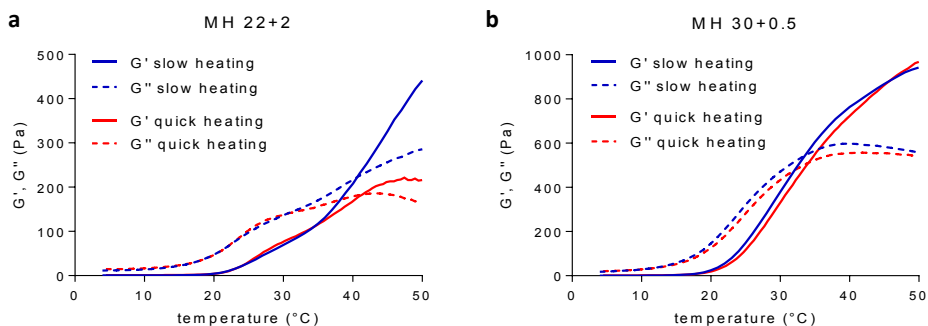 a
MH 22+2
G', G'' (Pa)
500
400
300
200
100
0
G' slow heating
G'' slow heating
G' quick heating
G'' quick heating
0 10 20 30 40 50
temperature (°C)
b
MH 30+0.5
G', G'' (Pa)
1000
800
600
400
200
0
G' slow heating
G'' slow heating
G' quick heating
G'' quick heating
0 10 20 30 40 50
temperature (°C)